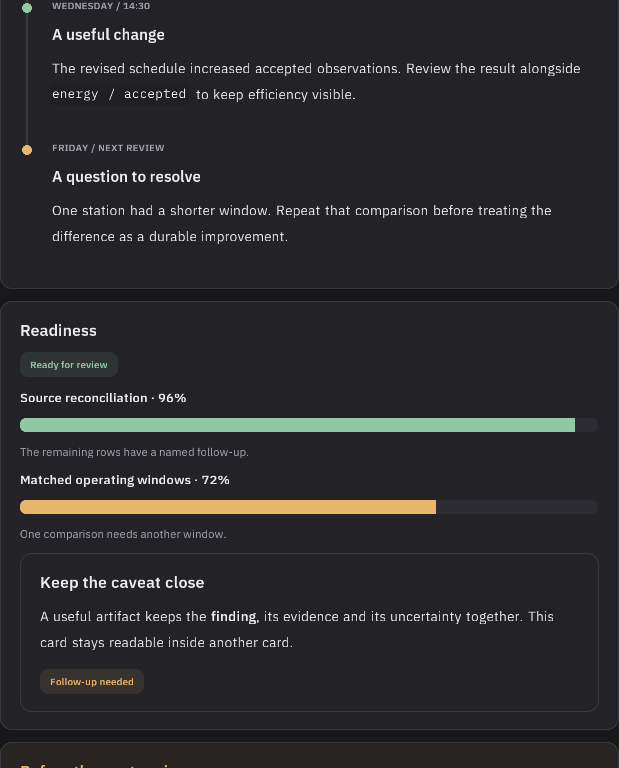 WEDNESDAY / 14:30
A useful change
The revised schedule increased accepted observations. Review the result alongside
energy / accepted to keep efficiency visible.
FRIDAY / NEXT REVIEW
A question to resolve
One station had a shorter window. Repeat that comparison before treating the
difference as a durable improvement.
Readiness
Ready for review
Source reconciliation · 96%
The remaining rows have a named follow-up.
Matched operating windows · 72%
One comparison needs another window.
Keep the caveat close
A useful artifact keeps the finding, its evidence and its uncertainty together. This
card stays readable inside another card.
Follow-up needed